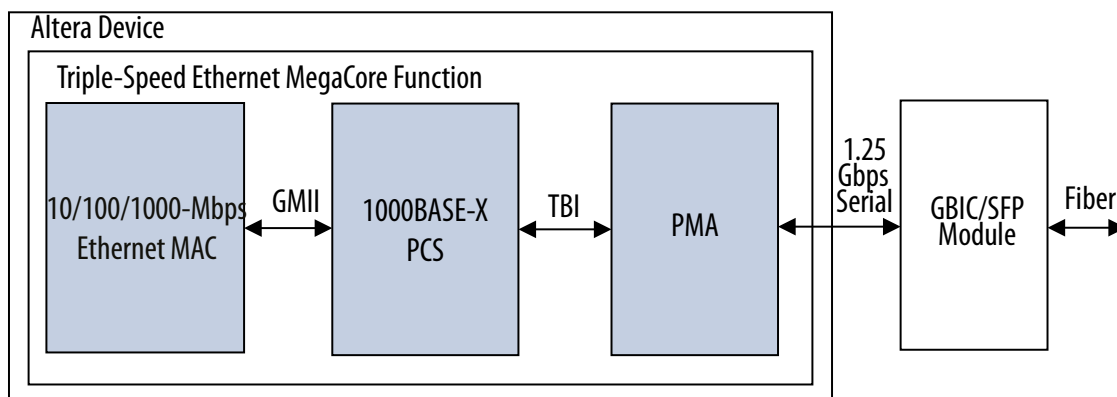 Altera Device
Triple-Speed Ethernet MegaCore Function
10/100/1000-Mbps
Ethernet MAC
GMII
1000BASE-X
PCS
TBI
PMA
1.25
Gbps
Serial
GBIC/SFP
Module
Fiber